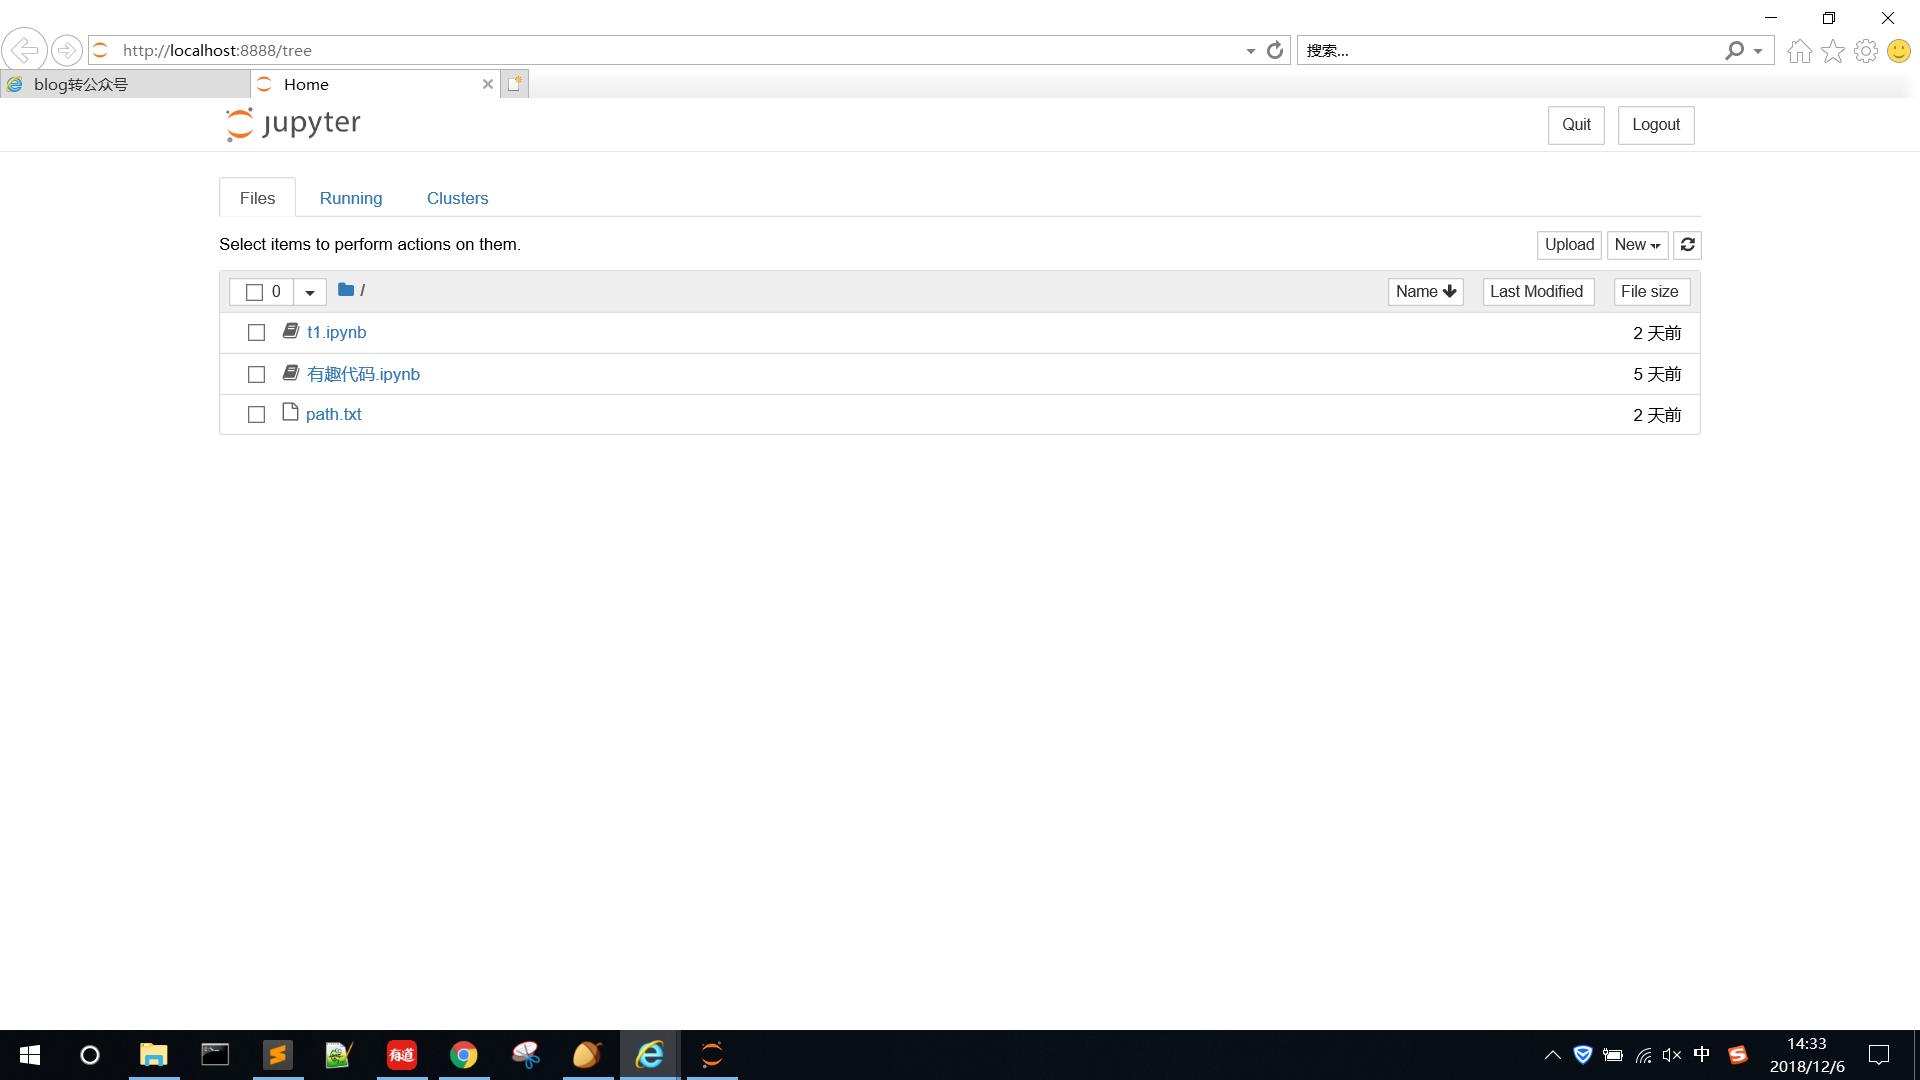 http://localhost:8888/tree
搜索...
blog转公众号
Home
jupyter
Quit
Logout
Files
Running
Clusters
Select items to perform actions on them.
Upload
New
0
/
Name
Last Modified
File size
t1.ipynb
2 天前
有趣代码.ipynb
5 天前
path.txt
2 天前
有道
中
14:33
2018/12/6